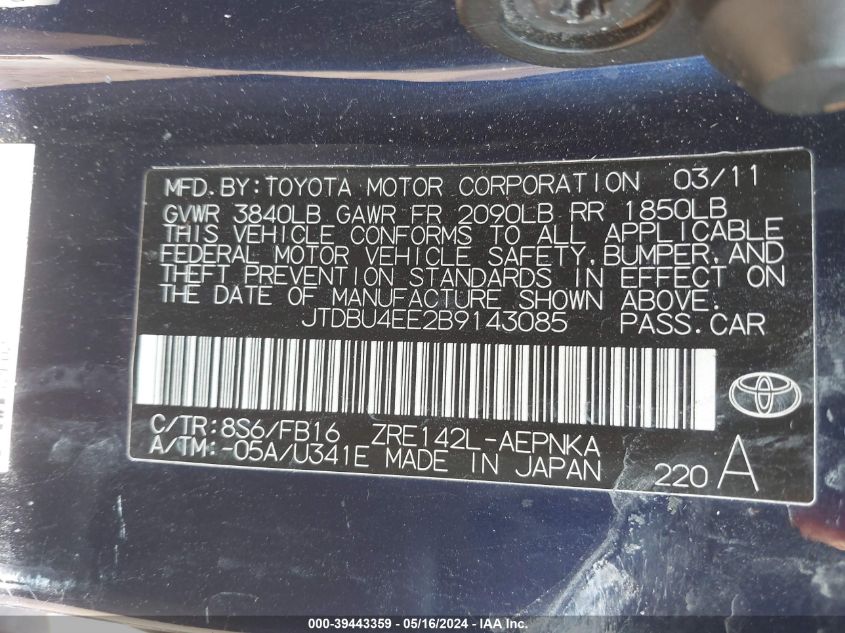 MFD. BY: TOYOTA MOTOR CORPORATION 03/11
GVWR 3840LB GAWR FR 2090LB RR 1850LB
THIS VEHICLE CONFORMS TO ALL APPLICABLE
FEDERAL MOTOR VEHICLE SAFETY, BUMPER, AND
THEFT PREVENTION STANDARDS IN EFFECT ON
THE DATE OF MANUFACTURE SHOWN ABOVE.
JTDBU4EE2B9143085 PASS.CAR
C/TR:8S6/FB16 ZRE142L-AEPNKA
A/TM:-05A/U341E MADE IN JAPAN
220 A
000-39443359 - 05/16/2024 - IAAI, Inc.